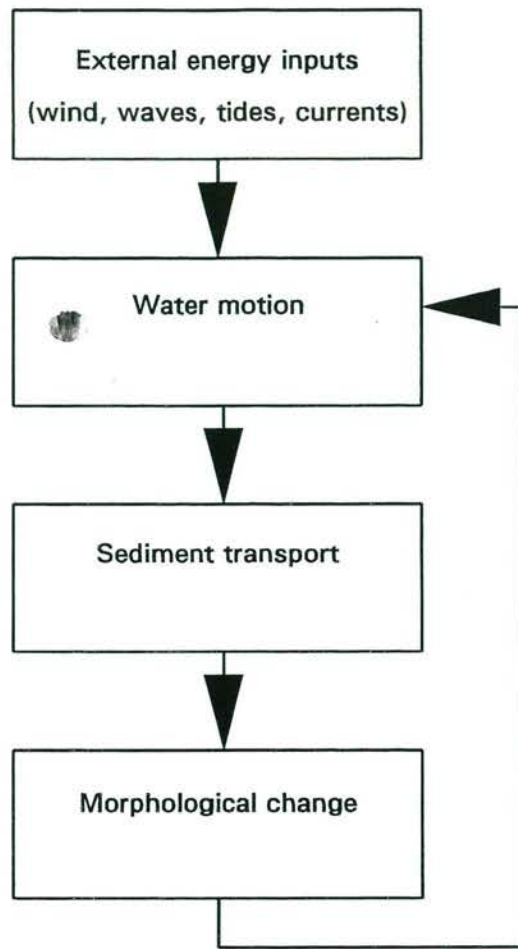 External energy inputs
(wind, waves, tides, currents)
Water motion
Sediment transport
Morphological change